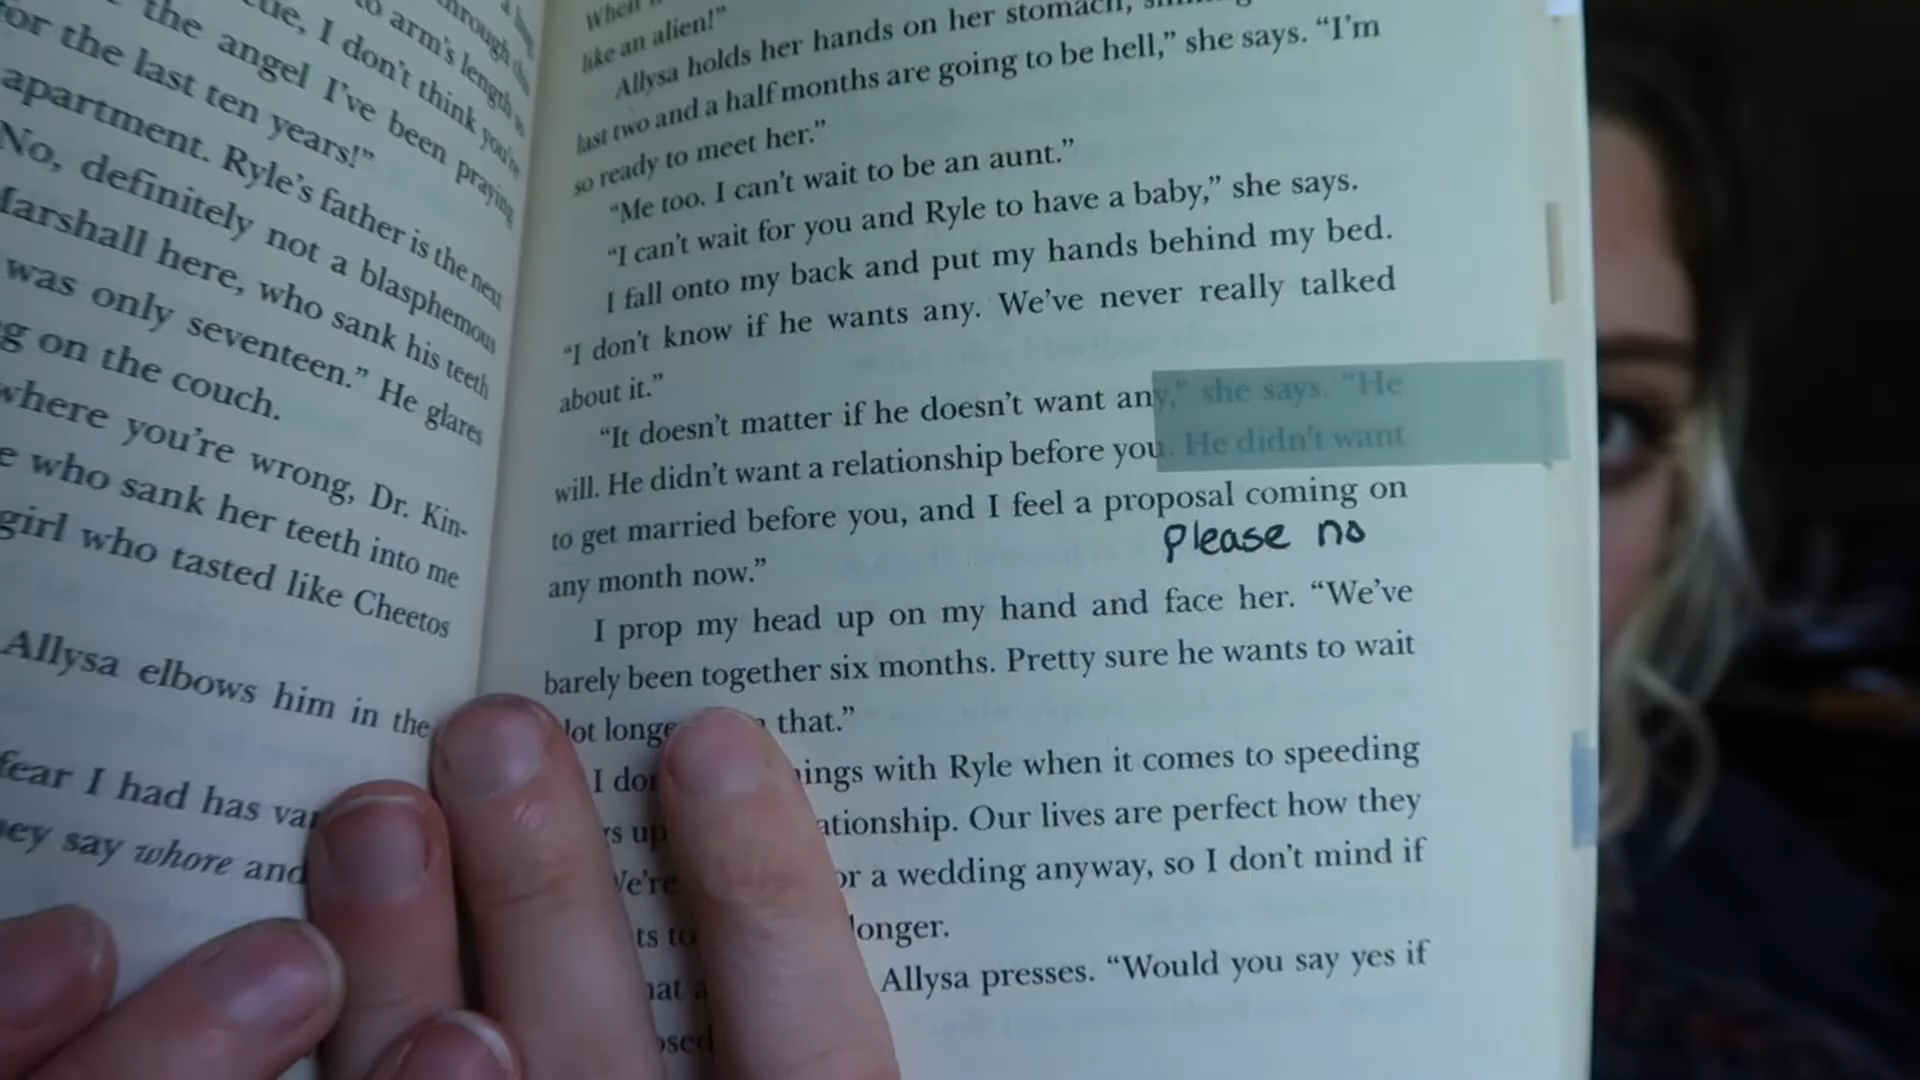 for the last ten years!”
the angel I’ve been praying
apartment. Ryle’s father is the next
No, definitely not a blasphemous
Marshall here, who sank his teeth
was only seventeen.” He glares
on the couch.
where you’re wrong, Dr. Kin-
who sank her teeth into me
girl who tasted like Cheetos
Allysa elbows him in the
fear I had has
say whore and
When
like an alien!”
Allysa holds her hands on her stomach,
last two and a half months are going to be hell,” she says. “I’m
so ready to meet her.”
“Me too. I can’t wait to be an aunt.”
“I can’t wait for you and Ryle to have a baby,” she says.
I fall onto my back and put my hands behind my bed.
“I don’t know if he wants any. We’ve never really talked
about it.”
“It doesn’t matter if he doesn’t want any,” she says. “He
will. He didn’t want a relationship before you. He didn’t want
to get married before you, and I feel a proposal coming on
please no
any month now.”
I prop my head up on my hand and face her. “We’ve
barely been together six months. Pretty sure he wants to wait
lot that.”
I with Ryle when it comes to speeding
up Our lives are perfect how they
a wedding anyway, so I don’t mind if
longer.
Allysa presses. “Would you say yes if